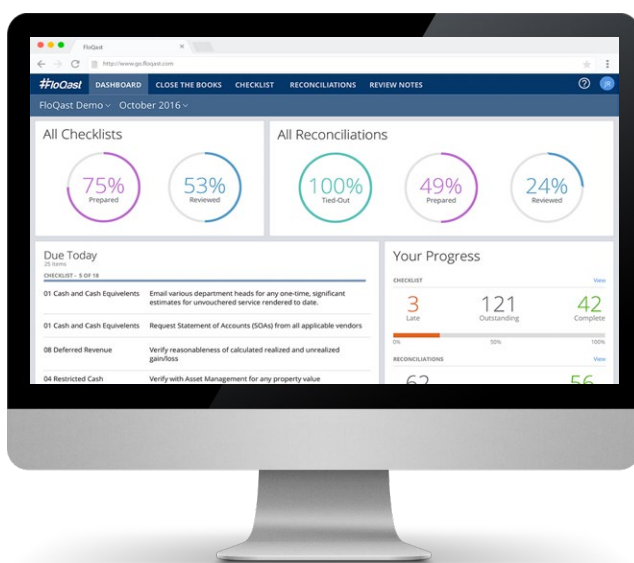 FloQast
http://www.go.floqast.com
#FloQast DASHBOARD CLOSE THE BOOKS CHECKLIST RECONCILIATIONS REVIEW NOTES
FloQast Demo October 2016
All Checklists
75%
Prepared
53%
Reviewed
All Reconciliations
100%
Tied-Out
49%
Prepared
24%
Reviewed
Due Today
25 Items
CHECKLIST - 5 OF 18
01 Cash and Cash Equivelents Email various department heads for any one-time, significant
estimates for unvouchered service rendered to date.
01 Cash and Cash Equivelents Request Statement of Accounts (SOAs) from all applicable vendors
08 Deferred Revenue Verify reasonableness of calculated realized and unrealized
gain/loss
04 Restricted Cash Verify with Asset Management for any property value
Your Progress
CHECKLIST View
3
Late
121
Outstanding
42
Complete
0% 50% 100%
RECONCILIATIONS View
62 56